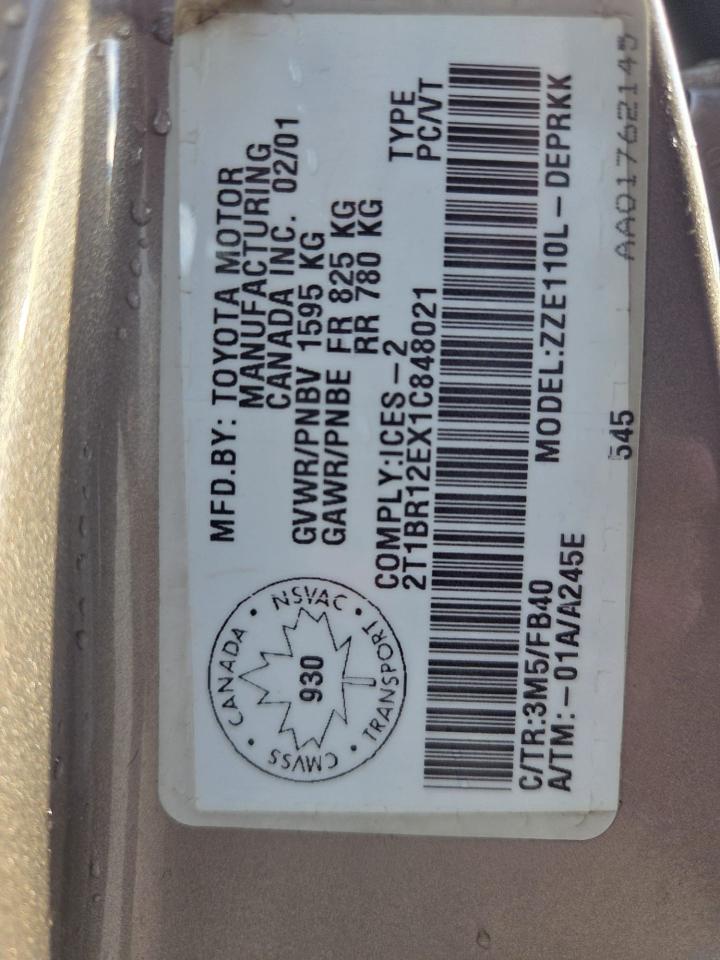 MFD.BY: TOYOTA MOTOR
MANUFACTURING
CANADA INC. 02/01
GVWR/PNBV 1595 KG
GAWR/PNBE FR 825 KG
RR 780 KG
COMPLY:ICES-2
TYPE
2T1BR12EX1C848021
PC/VT
CANADA • NSVAC • TRANSPORT • CMVSS •
930
C/TR:3M5/FB40
MODEL:ZZE110L-DEPRKK
A/TM:-01A/A245E
545
AA01762145